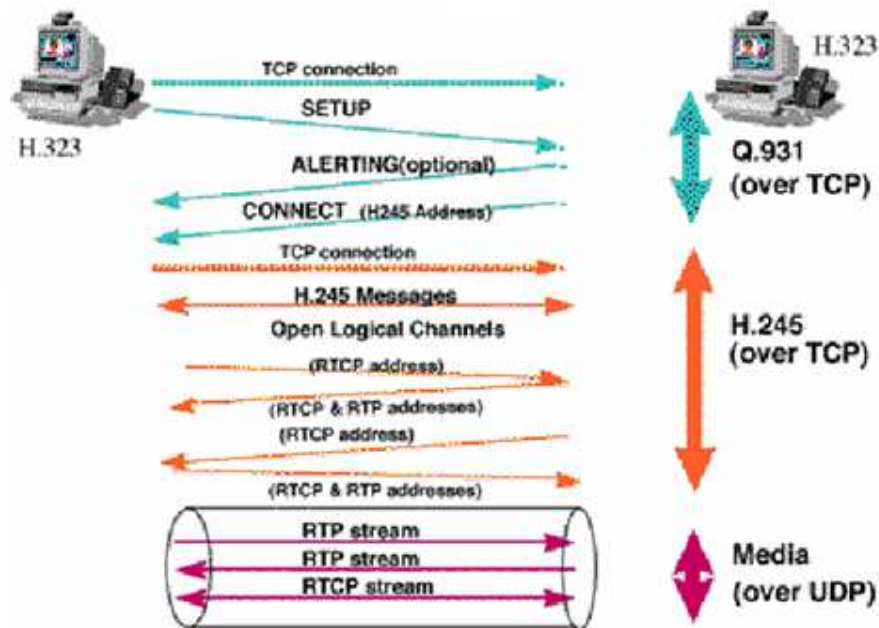 H.323
TCP connection
H.323
SETUP
H.323
ALERTING(optional)
Q.931
(over TCP)
CONNECT (H245 Address)
TCP connection
H.245 Messages
Open Logical Channels
H.245
(over TCP)
(RTCP address)
(RTCP & RTP addresses)
(RTCP address)
(RTCP & RTP addresses)
RTP stream
RTP stream
RTCP stream
Media
(over UDP)